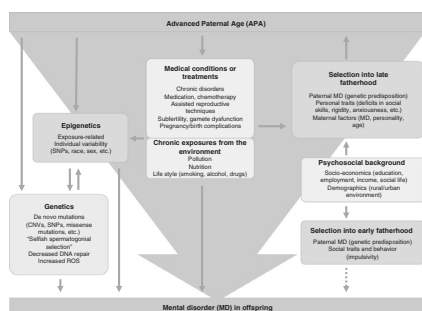 Advanced Paternal Age (APA)
Medical conditions or
treatments
Chronic disorders
Medication, chemotherapy
Assisted reproductive
techniques
Subfertility, gamete dysfunction
Pregnancy/birth complications
Chronic exposures from the
environment
Pollution
Nutrition
Life style (smoking, alcohol, drugs)
Epigenetics
Exposure-related
Individual variability
(SNPs, race, sex, etc.)
Genetics
De novo mutations
(CNVs, SNPs, missense
mutations, etc.)
"Selfish spermatogonial
selection"
Decreased DNA repair
Increased ROS
Selection into late
fatherhood
Paternal MD (genetic predisposition)
Personal traits (deficits in social
skills, rigidity, anxiousness, etc.)
Maternal factors (MD, personality,
age)
Psychosocial background
Socio-economics (education,
employment, income, social life)
Demographics (rural/urban
environment)
Selection into early fatherhood
Paternal MD (genetic predisposition)
Social traits and behavior
(impulsivity)
Mental disorder (MD) in offspring